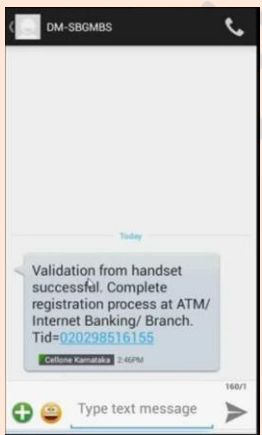 DM-SBGMBS
Today
Validation from handset
successful. Complete
registration process at ATM/
Internet Banking/ Branch.
Tid=020298516155
Cellone Karnataka 2:46PM
160/1
Type text message